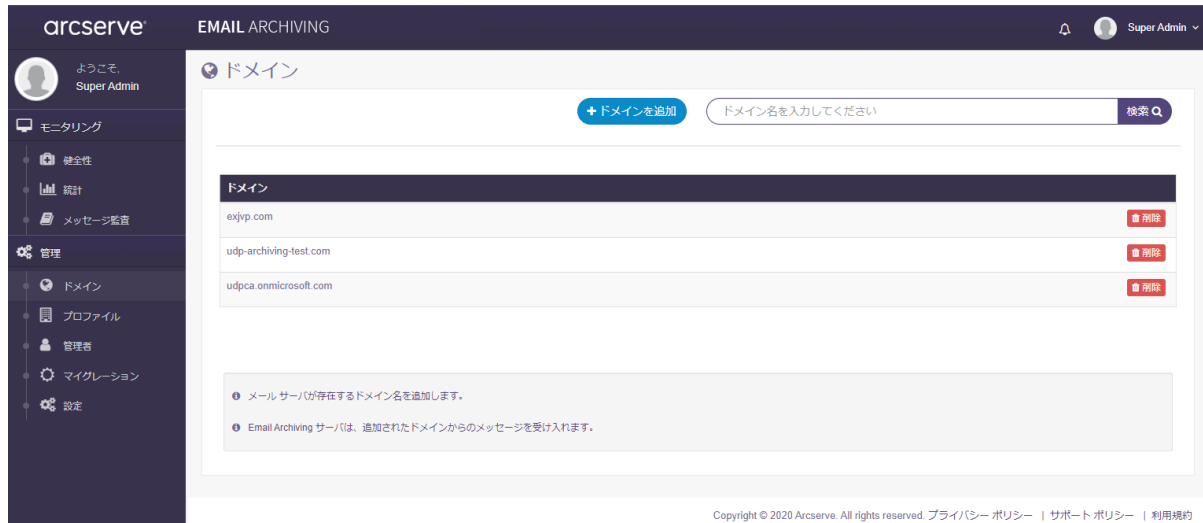 arcserve®
EMAIL ARCHIVING
Super Admin
ようこそ,
Super Admin
モニタリング
健全性
統計
メッセージ監査
管理
ドメイン
プロファイル
管理者
マイグレーション
設定
ドメイン
+ドメインを追加
ドメイン名を入力してください
検索
ドメイン
exjvp.com
削除
udp-archiving-test.com
削除
udpca.onmicrosoft.com
削除
メール サーバが存在するドメイン名を追加します。
Email Archiving サーバは、追加されたドメインからのメッセージを受け入れます。
Copyright © 2020 Arcserve. All rights reserved. プライバシー ポリシー | サポート ポリシー | 利用規約